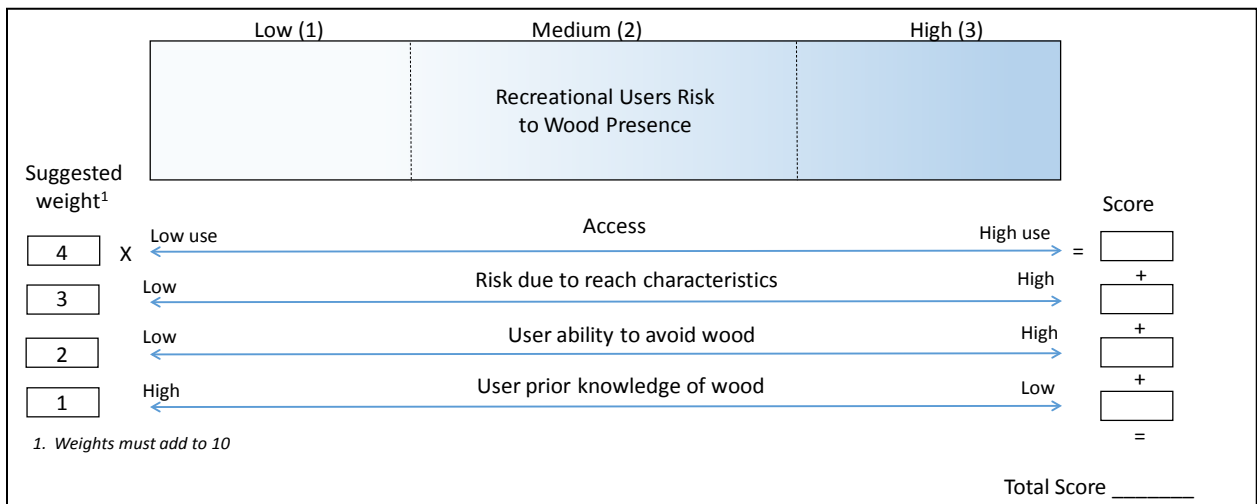 Low (1) Medium (2) High (3)
Recreational Users Risk
to Wood Presence
Suggested
weight1
Score
4 X Low use Access High use =
+
3 Low Risk due to reach characteristics High
+
2 Low User ability to avoid wood High
+
1 High User prior knowledge of wood Low
=
1. Weights must add to 10
Total Score _______